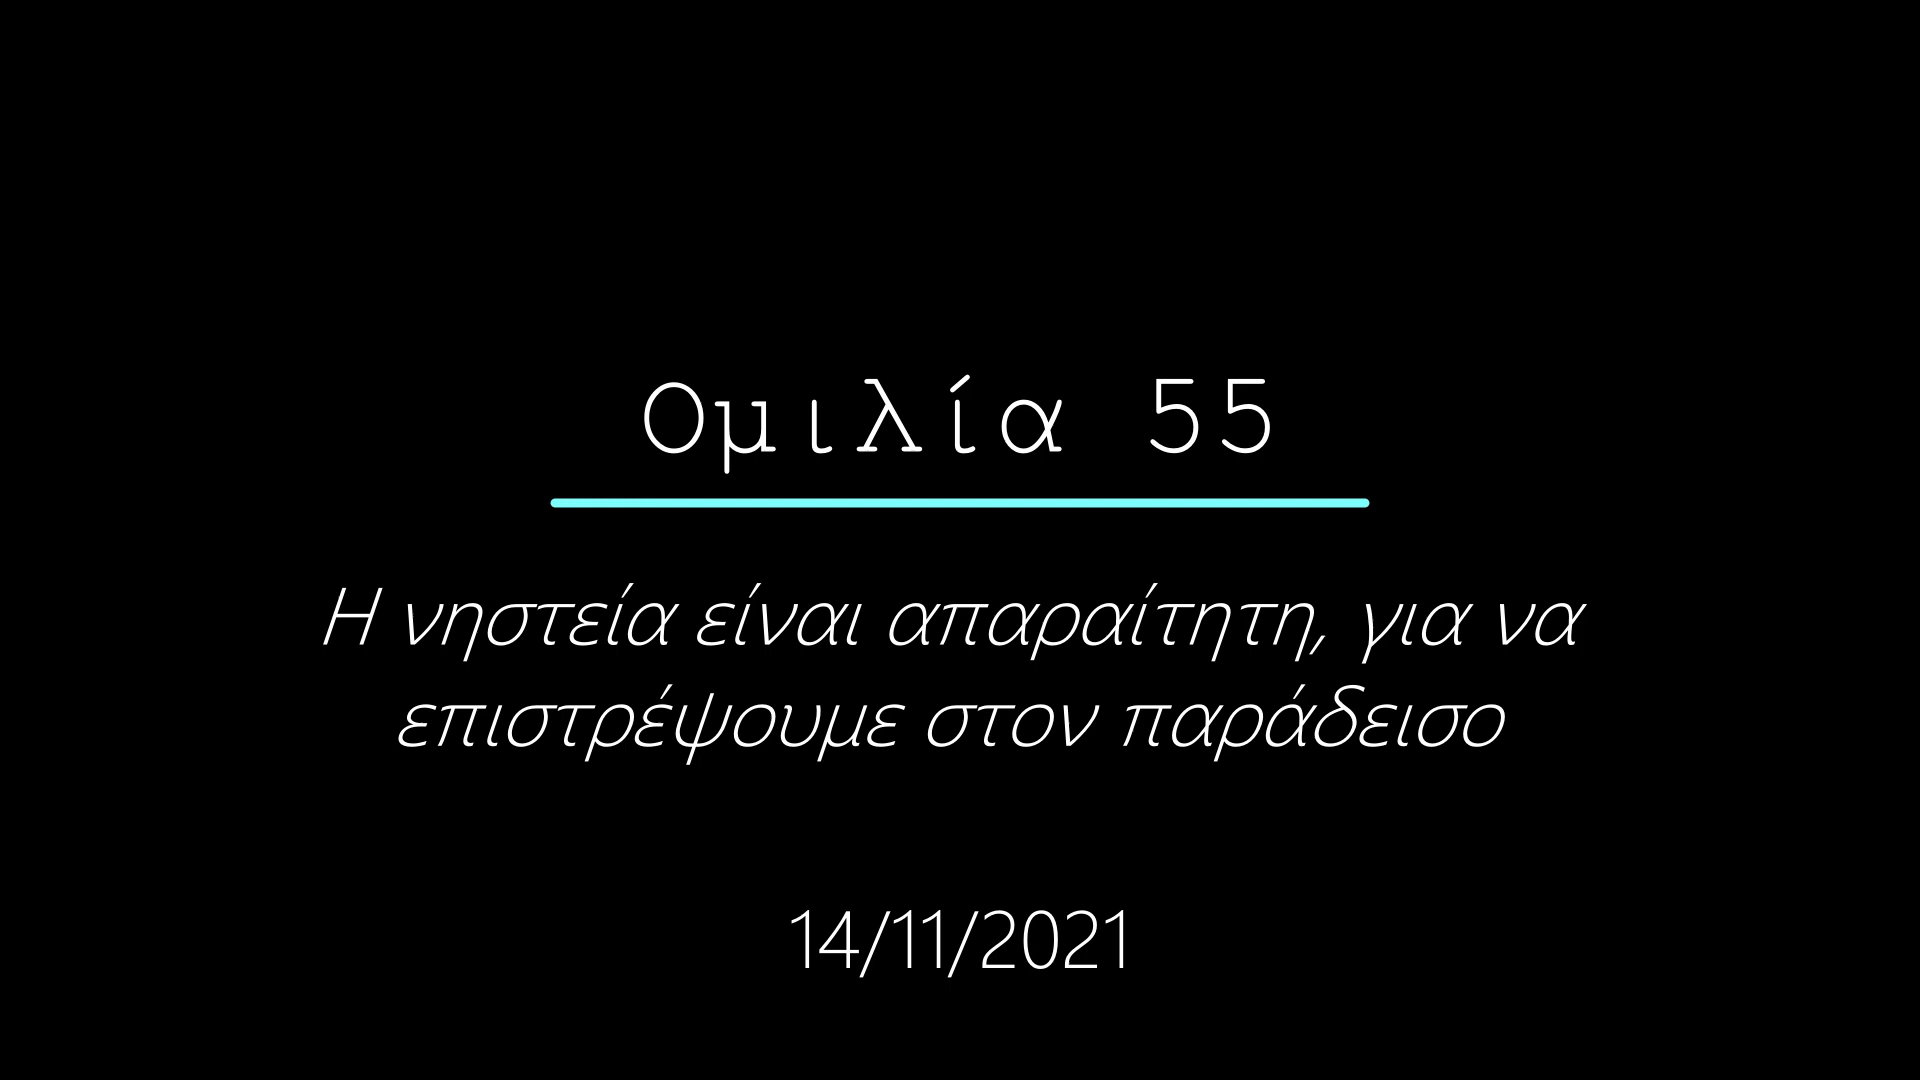 Ομιλία 55
Η νηστεία είναι απαραίτητη, για να
επιστρέψουμε στον παράδεισο
14/11/2021